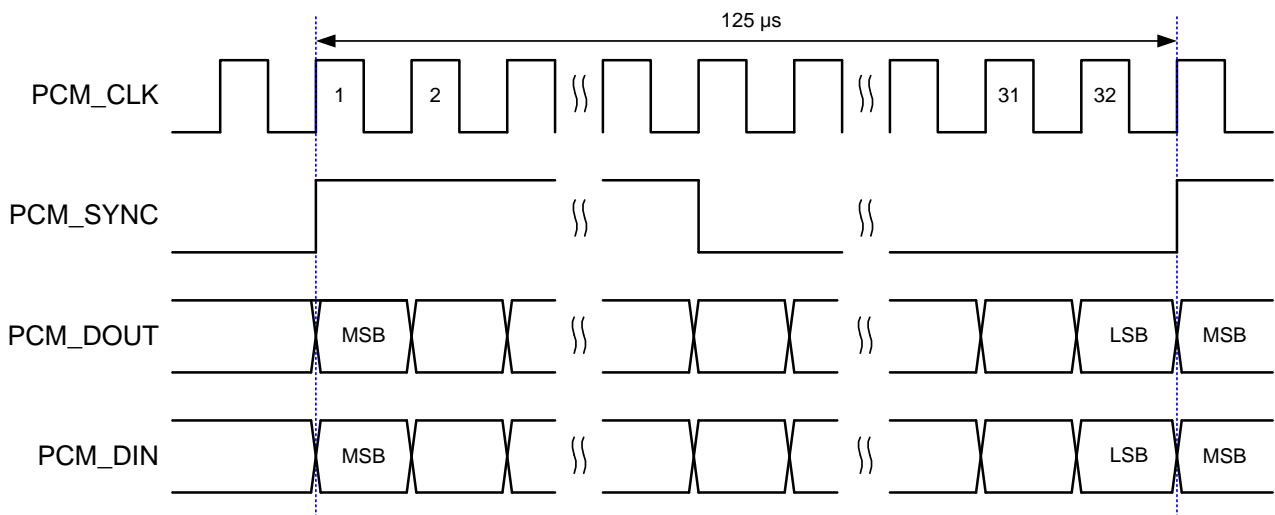 125 µs
PCM_CLK
1 2 31 32
PCM_SYNC
PCM_DOUT
MSB LSB MSB
PCM_DIN
MSB LSB MSB